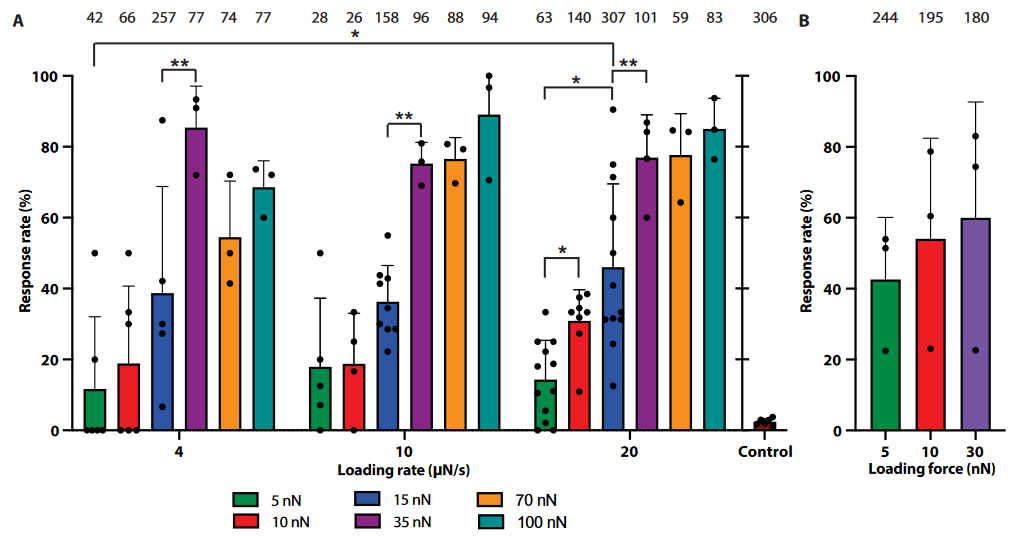 A 42 66 257 77 74 77 28 26 158 96 88 94 63 140 307 101 59 83 306
*
** ** * **
*
100
80
60
40
20
0
Response rate (%)
4 10 20 Control
Loading rate (µN/s)
5 nN 15 nN 70 nN
10 nN 35 nN 100 nN
B 244 195 180
100
80
60
40
20
0
Response rate (%)
5 10 30
Loading force (nN)